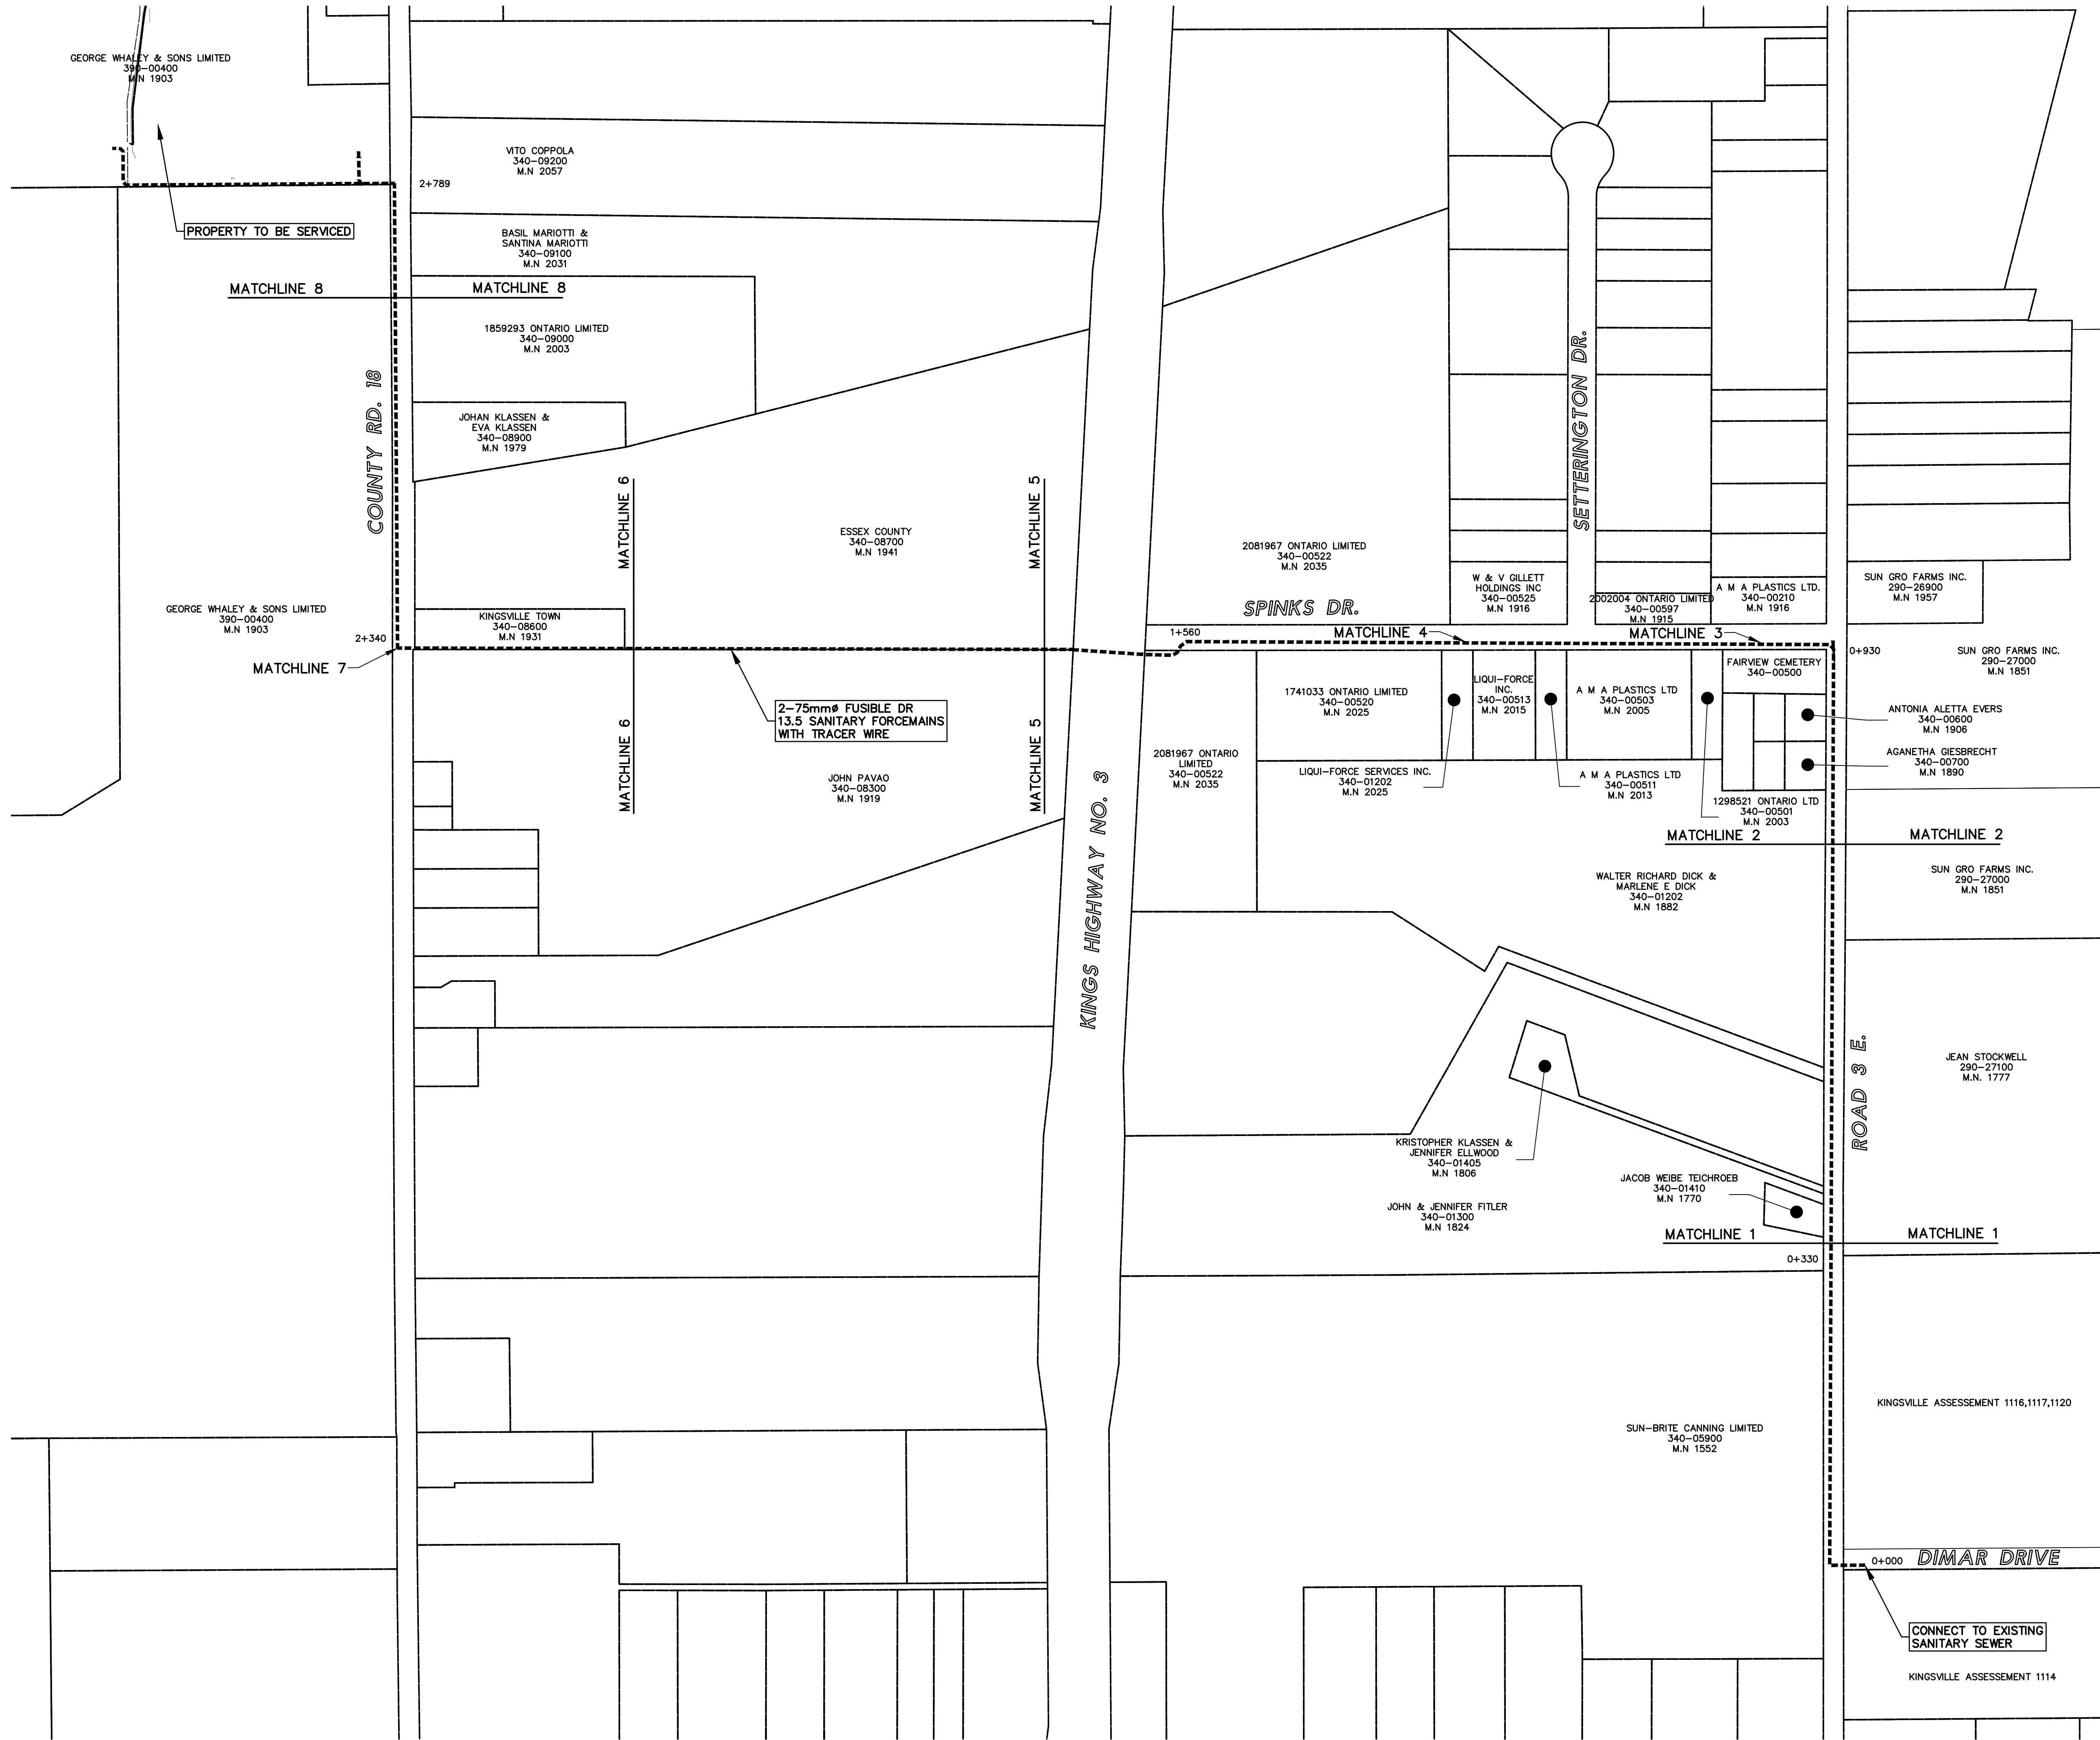 GEORGE WHALEY & SONS LIMITED
390-00400
M.N 1903
VITO COPPOLA
340-09200
M.N 2057
2+789
PROPERTY TO BE SERVICED
BASIL MARIOTTI &
SANTINA MARIOTTI
340-09100
M.N 2031
MATCHLINE 8
MATCHLINE 8
1859293 ONTARIO LIMITED
340-09000
M.N 2003
COUNTY RD. 18
JOHAN KLASSEN &
EVA KLASSEN
340-08900
M.N 1979
MATCHLINE 6
MATCHLINE 5
ESSEX COUNTY
340-08700
M.N 1941
GEORGE WHALEY & SONS LIMITED
390-00400
M.N 1903
KINGSVILLE TOWN
340-08600
M.N 1931
2+340
MATCHLINE 7
2-75mmø FUSIBLE DR
13.5 SANITARY FORCEMAINS
WITH TRACER WIRE
MATCHLINE 6
MATCHLINE 5
JOHN PAVAO
340-08300
M.N 1919
KINGS HIGHWAY NO. 3
SETTERINGTON DR.
2081967 ONTARIO LIMITED
340-00522
M.N 2035
W & V GILLETT
HOLDINGS INC
340-00525
M.N 1916
2002004 ONTARIO LIMITED
340-00597
M.N 1915
A M A PLASTICS LTD.
340-00210
M.N 1916
SUN GRO FARMS INC.
290-26900
M.N 1957
SPINKS DR.
1+560
MATCHLINE 4
MATCHLINE 3
0+930
SUN GRO FARMS INC.
290-27000
M.N 1851
FAIRVIEW CEMETERY
340-00500
1741033 ONTARIO LIMITED
340-00520
M.N 2025
LIQUI-FORCE
INC.
340-00513
M.N 2015
A M A PLASTICS LTD
340-00503
M.N 2005
ANTONIA ALETTA EVERS
340-00600
M.N 1906
AGANETHA GIESBRECHT
340-00700
M.N 1890
2081967 ONTARIO
LIMITED
340-00522
M.N 2035
LIQUI-FORCE SERVICES INC.
340-01202
M.N 2025
A M A PLASTICS LTD
340-00511
M.N 2013
1298521 ONTARIO LTD
340-00501
M.N 2003
MATCHLINE 2
MATCHLINE 2
WALTER RICHARD DICK &
MARLENE E DICK
340-01202
M.N 1882
SUN GRO FARMS INC.
290-27000
M.N 1851
ROAD 3 E.
JEAN STOCKWELL
290-27100
M.N. 1777
KRISTOPHER KLASSEN &
JENNIFER ELLWOOD
340-01405
M.N 1806
JACOB WEIBE TEICHROEB
340-01410
M.N 1770
JOHN & JENNIFER FITLER
340-01300
M.N 1824
MATCHLINE 1
MATCHLINE 1
0+330
KINGSVILLE ASSESSEMENT 1116,1117,1120
SUN-BRITE CANNING LIMITED
340-05900
M.N 1552
0+000
DIMAR DRIVE
CONNECT TO EXISTING
SANITARY SEWER
KINGSVILLE ASSESSEMENT 1114